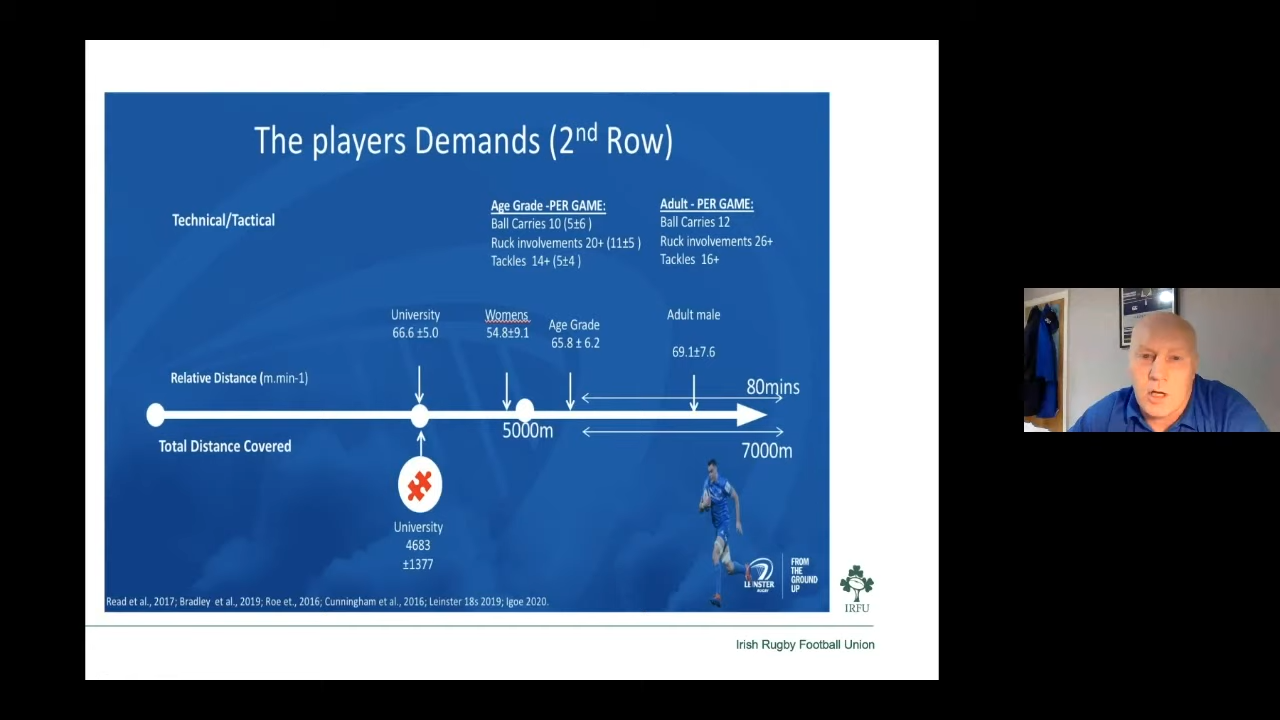 The players Demands (2nd Row)
Technical/Tactical
Age Grade -PER GAME:
Ball Carries 10 (5±6 )
Ruck involvements 20+ (11±5 )
Tackles 14+ (5±4 )
Adult - PER GAME:
Ball Carries 12
Ruck involvements 26+
Tackles 16+
University
66.6 ±5.0
Womens
54.8±9.1
Age Grade
65.8 ± 6.2
Adult male
69.1±7.6
Relative Distance (m.min-1)
80mins
Total Distance Covered
5000m
7000m
University
4683
±1377
LEINSTER
RUGBY
FROM
THE
GROUND
UP
Read et al., 2017; Bradley et al., 2019; Roe et., 2016; Cunningham et al., 2016; Leinster 18s 2019; Igoe 2020.
IRFU
Irish Rugby Football Union